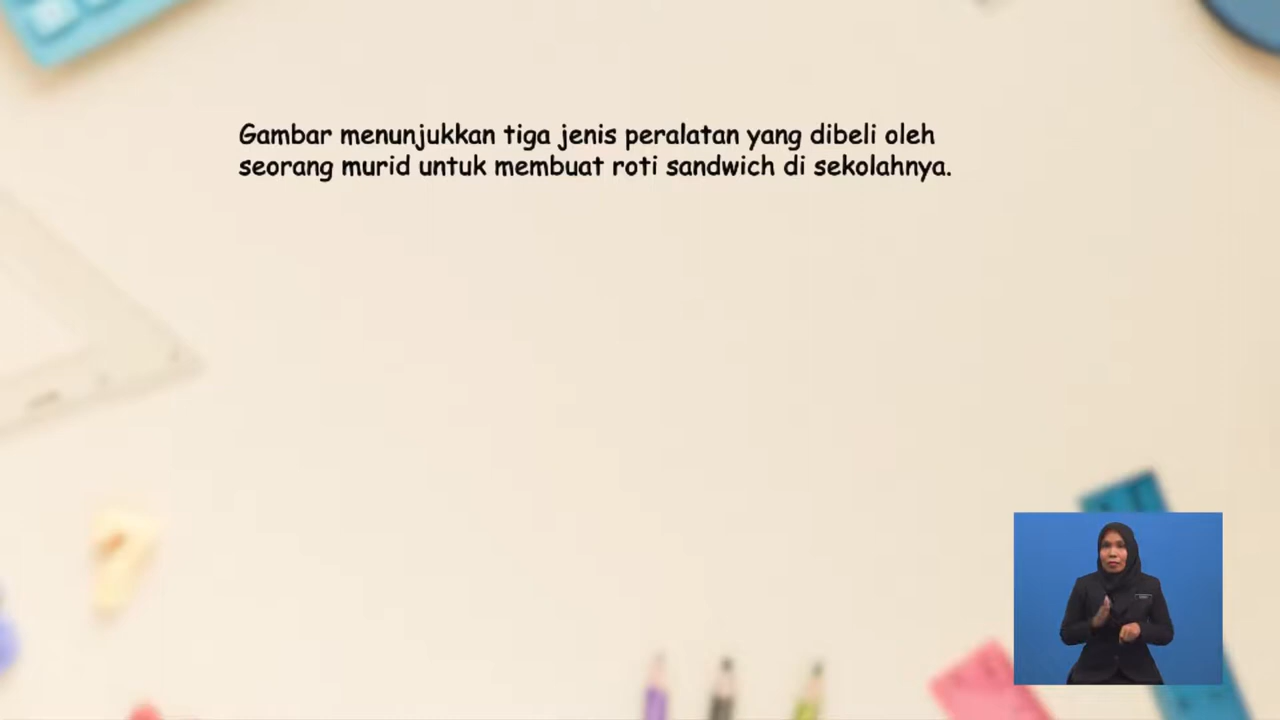 Gambar menunjukkan tiga jenis peralatan yang dibeli oleh
seorang murid untuk membuat roti sandwich di sekolahnya.